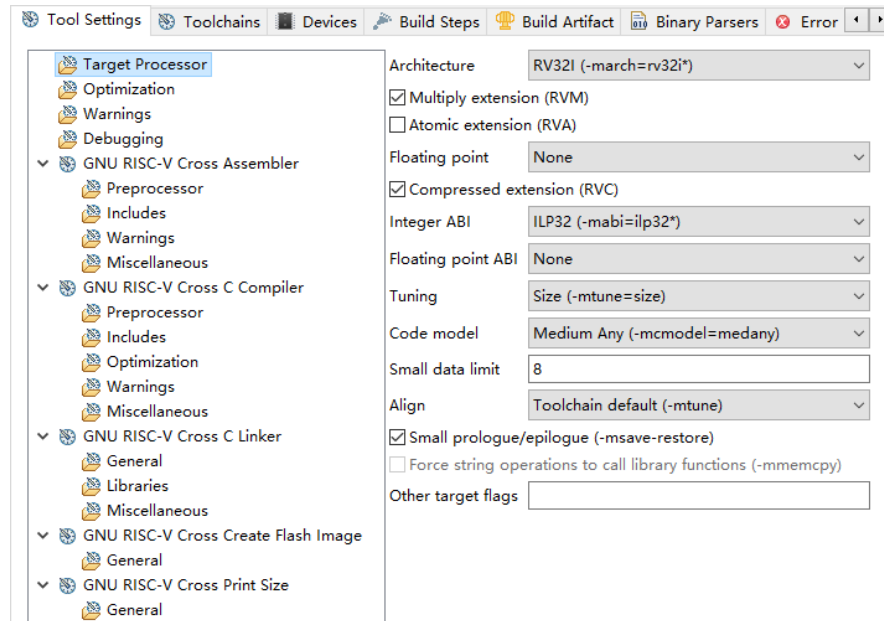 Tool Settings Toolchains Devices Build Steps Build Artifact Binary Parsers Error
Target Processor
Optimization
Warnings
Debugging
GNU RISC-V Cross Assembler
Preprocessor
Includes
Warnings
Miscellaneous
GNU RISC-V Cross C Compiler
Preprocessor
Includes
Optimization
Warnings
Miscellaneous
GNU RISC-V Cross C Linker
General
Libraries
Miscellaneous
GNU RISC-V Cross Create Flash Image
General
GNU RISC-V Cross Print Size
General
Architecture RV32I (-march=rv32i*)
Multiply extension (RVM)
Atomic extension (RVA)
Floating point None
Compressed extension (RVC)
Integer ABI ILP32 (-mabi=ilp32*)
Floating point ABI None
Tuning Size (-mtune=size)
Code model Medium Any (-mcmodel=medany)
Small data limit 8
Align Toolchain default (-mtune)
Small prologue/epilogue (-msave-restore)
Force string operations to call library functions (-mmemcpy)
Other target flags